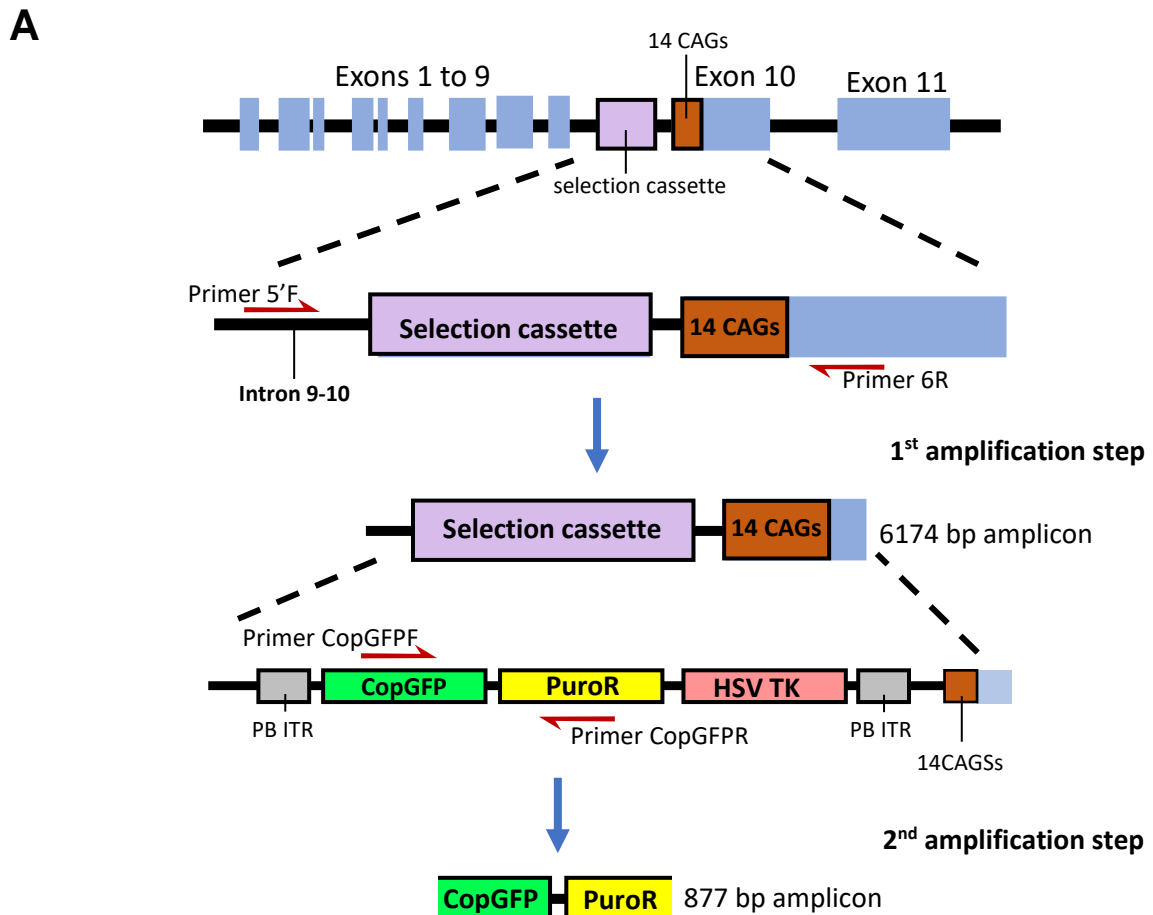 A
14 CAGs
Exons 1 to 9
Exon 10
Exon 11
selection cassette
Primer 5’F
Selection cassette
14 CAGs
Primer 6R
Intron 9-10
1st amplification step
Selection cassette
14 CAGs
6174 bp amplicon
Primer CopGFPF
CopGFP
PuroR
HSV TK
PB ITR
Primer CopGFPR
PB ITR
14CAGSs
2nd amplification step
CopGFP
PuroR
877 bp amplicon